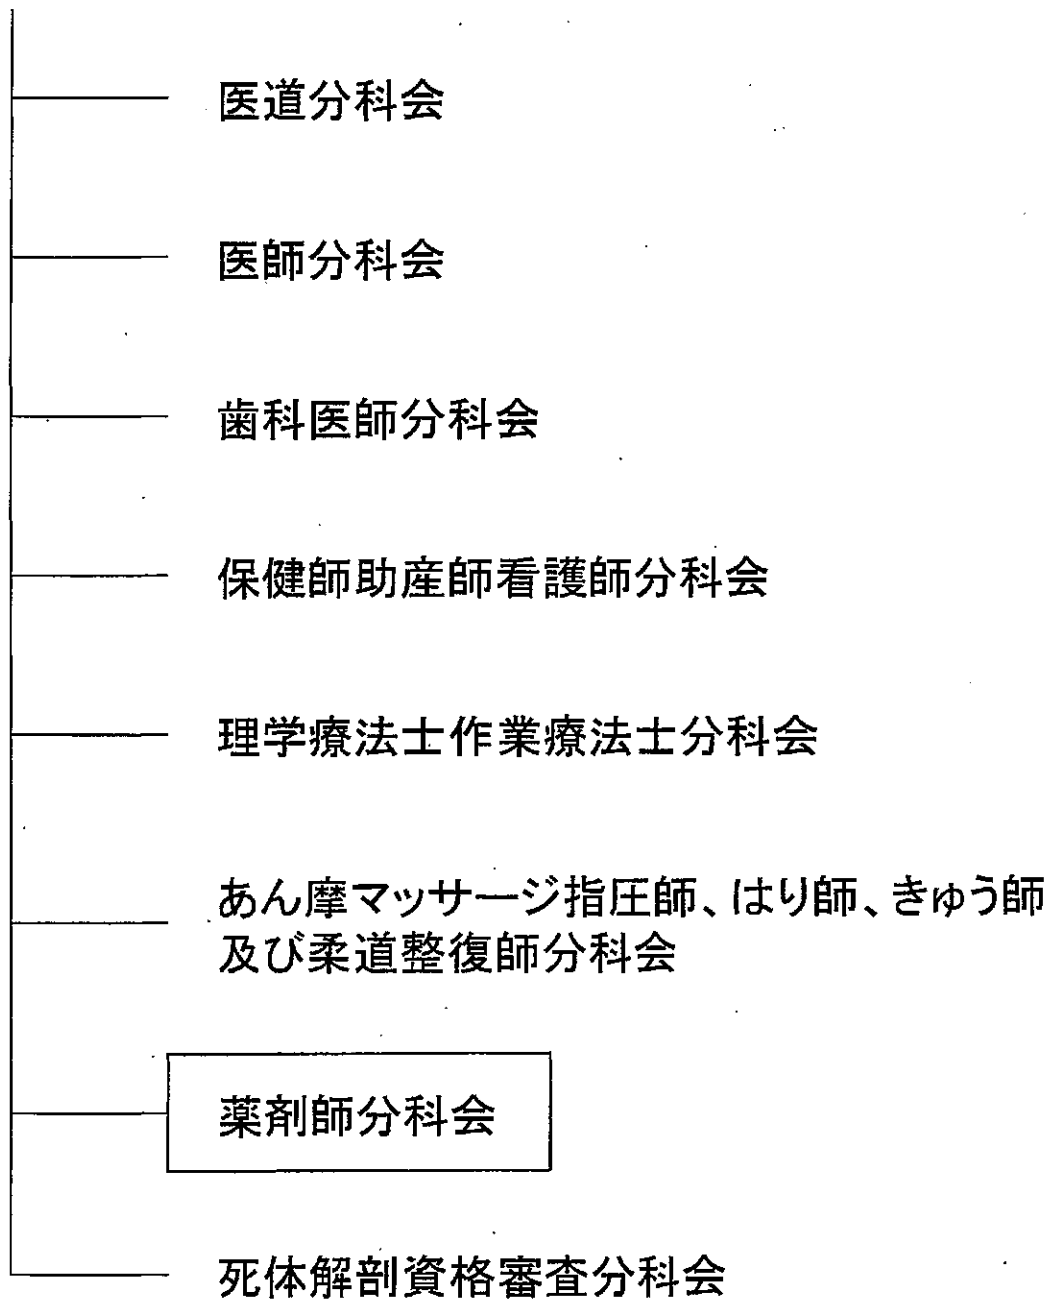 医道分科会
医師分科会
歯科医師分科会
保健師助産師看護師分科会
理学療法士作業療法士分科会
あん摩マッサージ指圧師、はり師、きゅう師
及び柔道整復師分科会
薬剤師分科会
死体解剖資格審査分科会